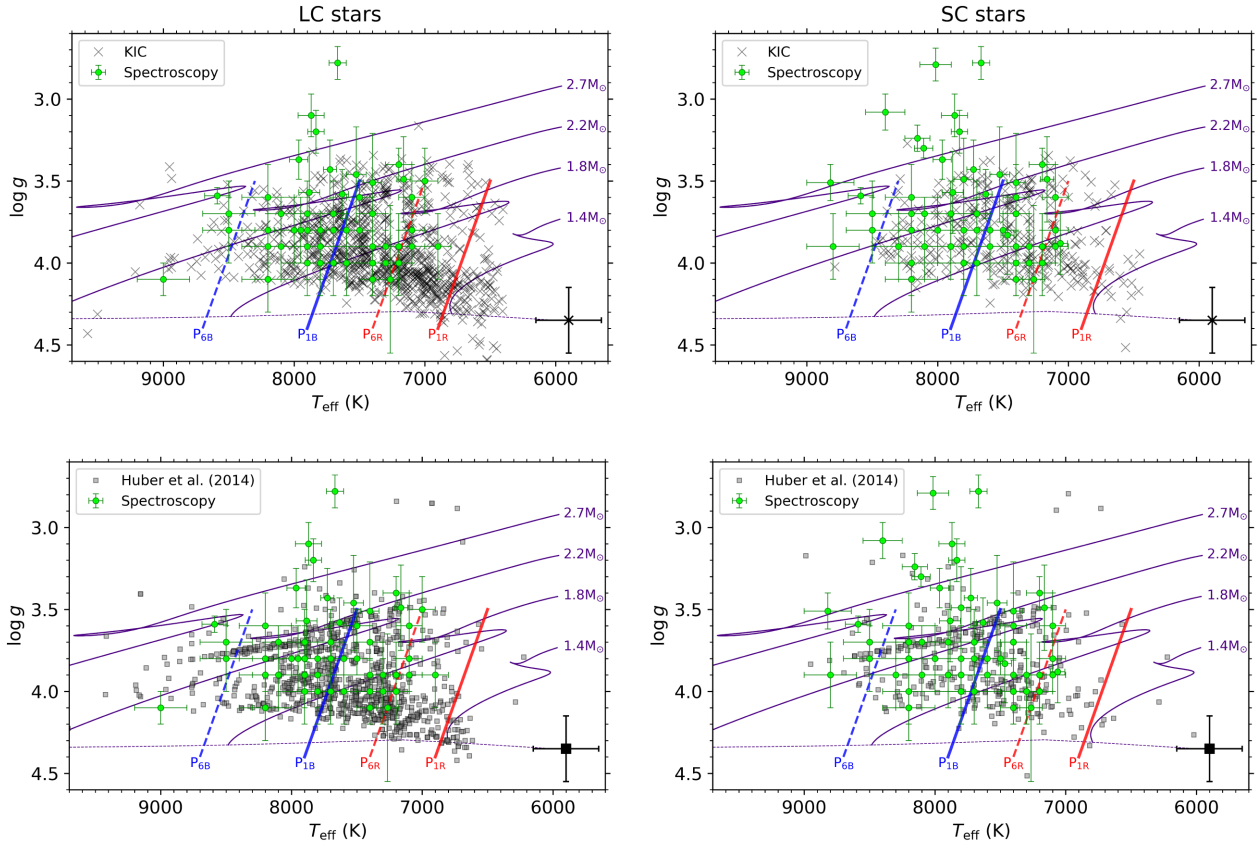 LC stars
KIC
Spectroscopy
3.0
3.5
4.0
4.5
log g
2.7M⊙
2.2M⊙
1.8M⊙
1.4M⊙
P6B
P1B
P6R
P1R
9000 8000 7000 6000
Teff (K)
SC stars
KIC
Spectroscopy
3.0
3.5
4.0
4.5
log g
2.7M⊙
2.2M⊙
1.8M⊙
1.4M⊙
P6B
P1B
P6R
P1R
9000 8000 7000 6000
Teff (K)
Huber et al. (2014)
Spectroscopy
3.0
3.5
4.0
4.5
log g
2.7M⊙
2.2M⊙
1.8M⊙
1.4M⊙
P6B
P1B
P6R
P1R
9000 8000 7000 6000
Teff (K)
Huber et al. (2014)
Spectroscopy
3.0
3.5
4.0
4.5
log g
2.7M⊙
2.2M⊙
1.8M⊙
1.4M⊙
P6B
P1B
P6R
P1R
9000 8000 7000 6000
Teff (K)